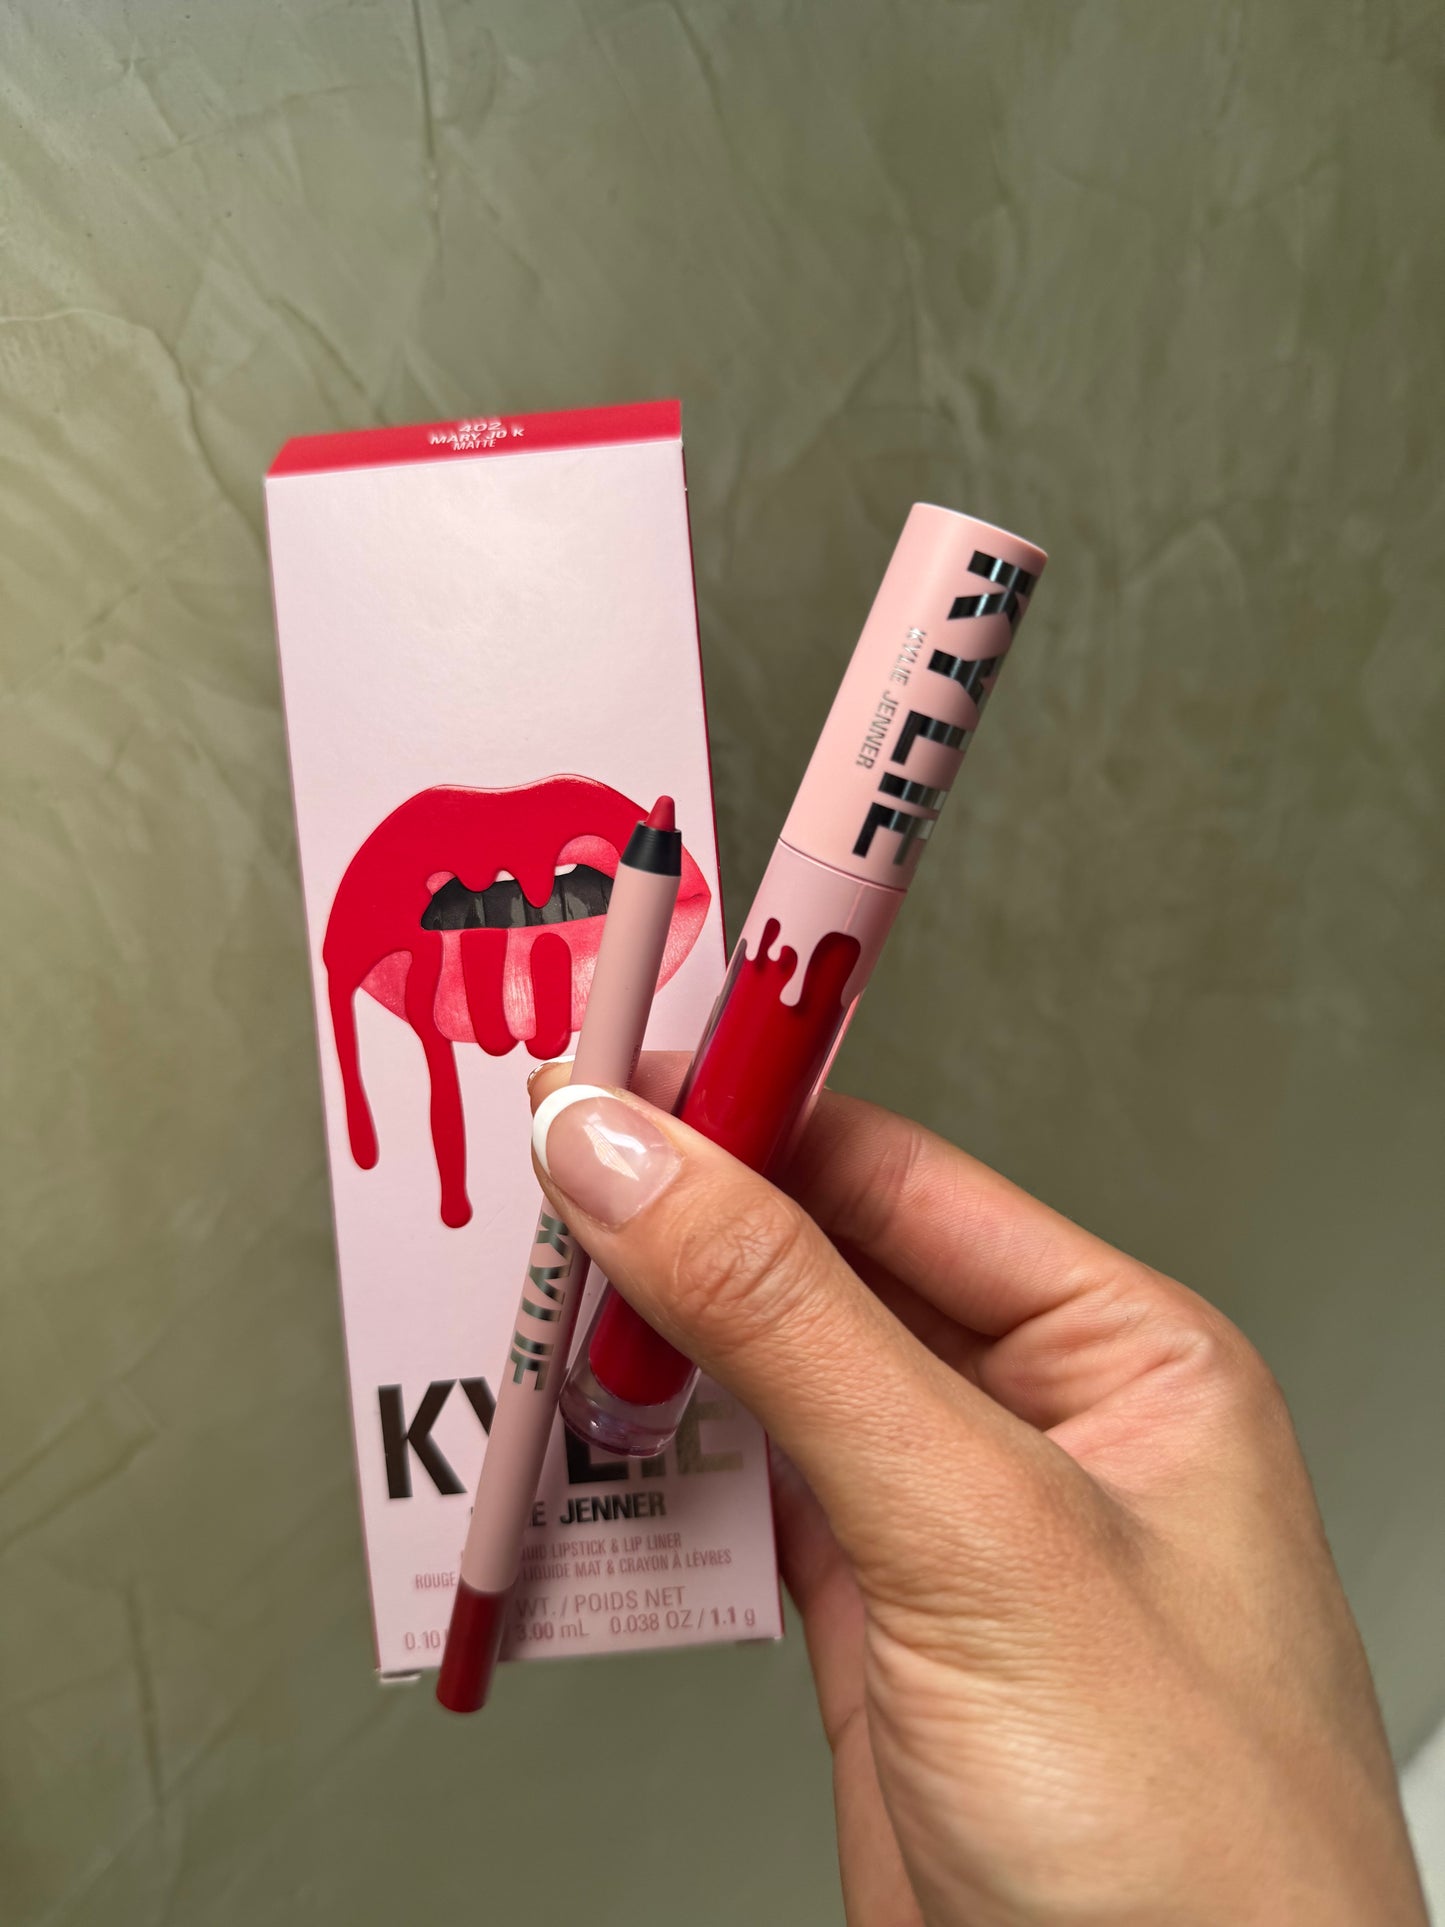 402
MARY JO K
MATTE
KYLIE
KYLIE JENNER
KYLIE
KYLIE
JENNER
LIPSTICK & LIP LINER
ROUGE LIQUIDE MAT & CRAYON À LÈVRES
WT. / POIDS NET
0.10 3.00 mL 0.038 OZ / 1.1 g